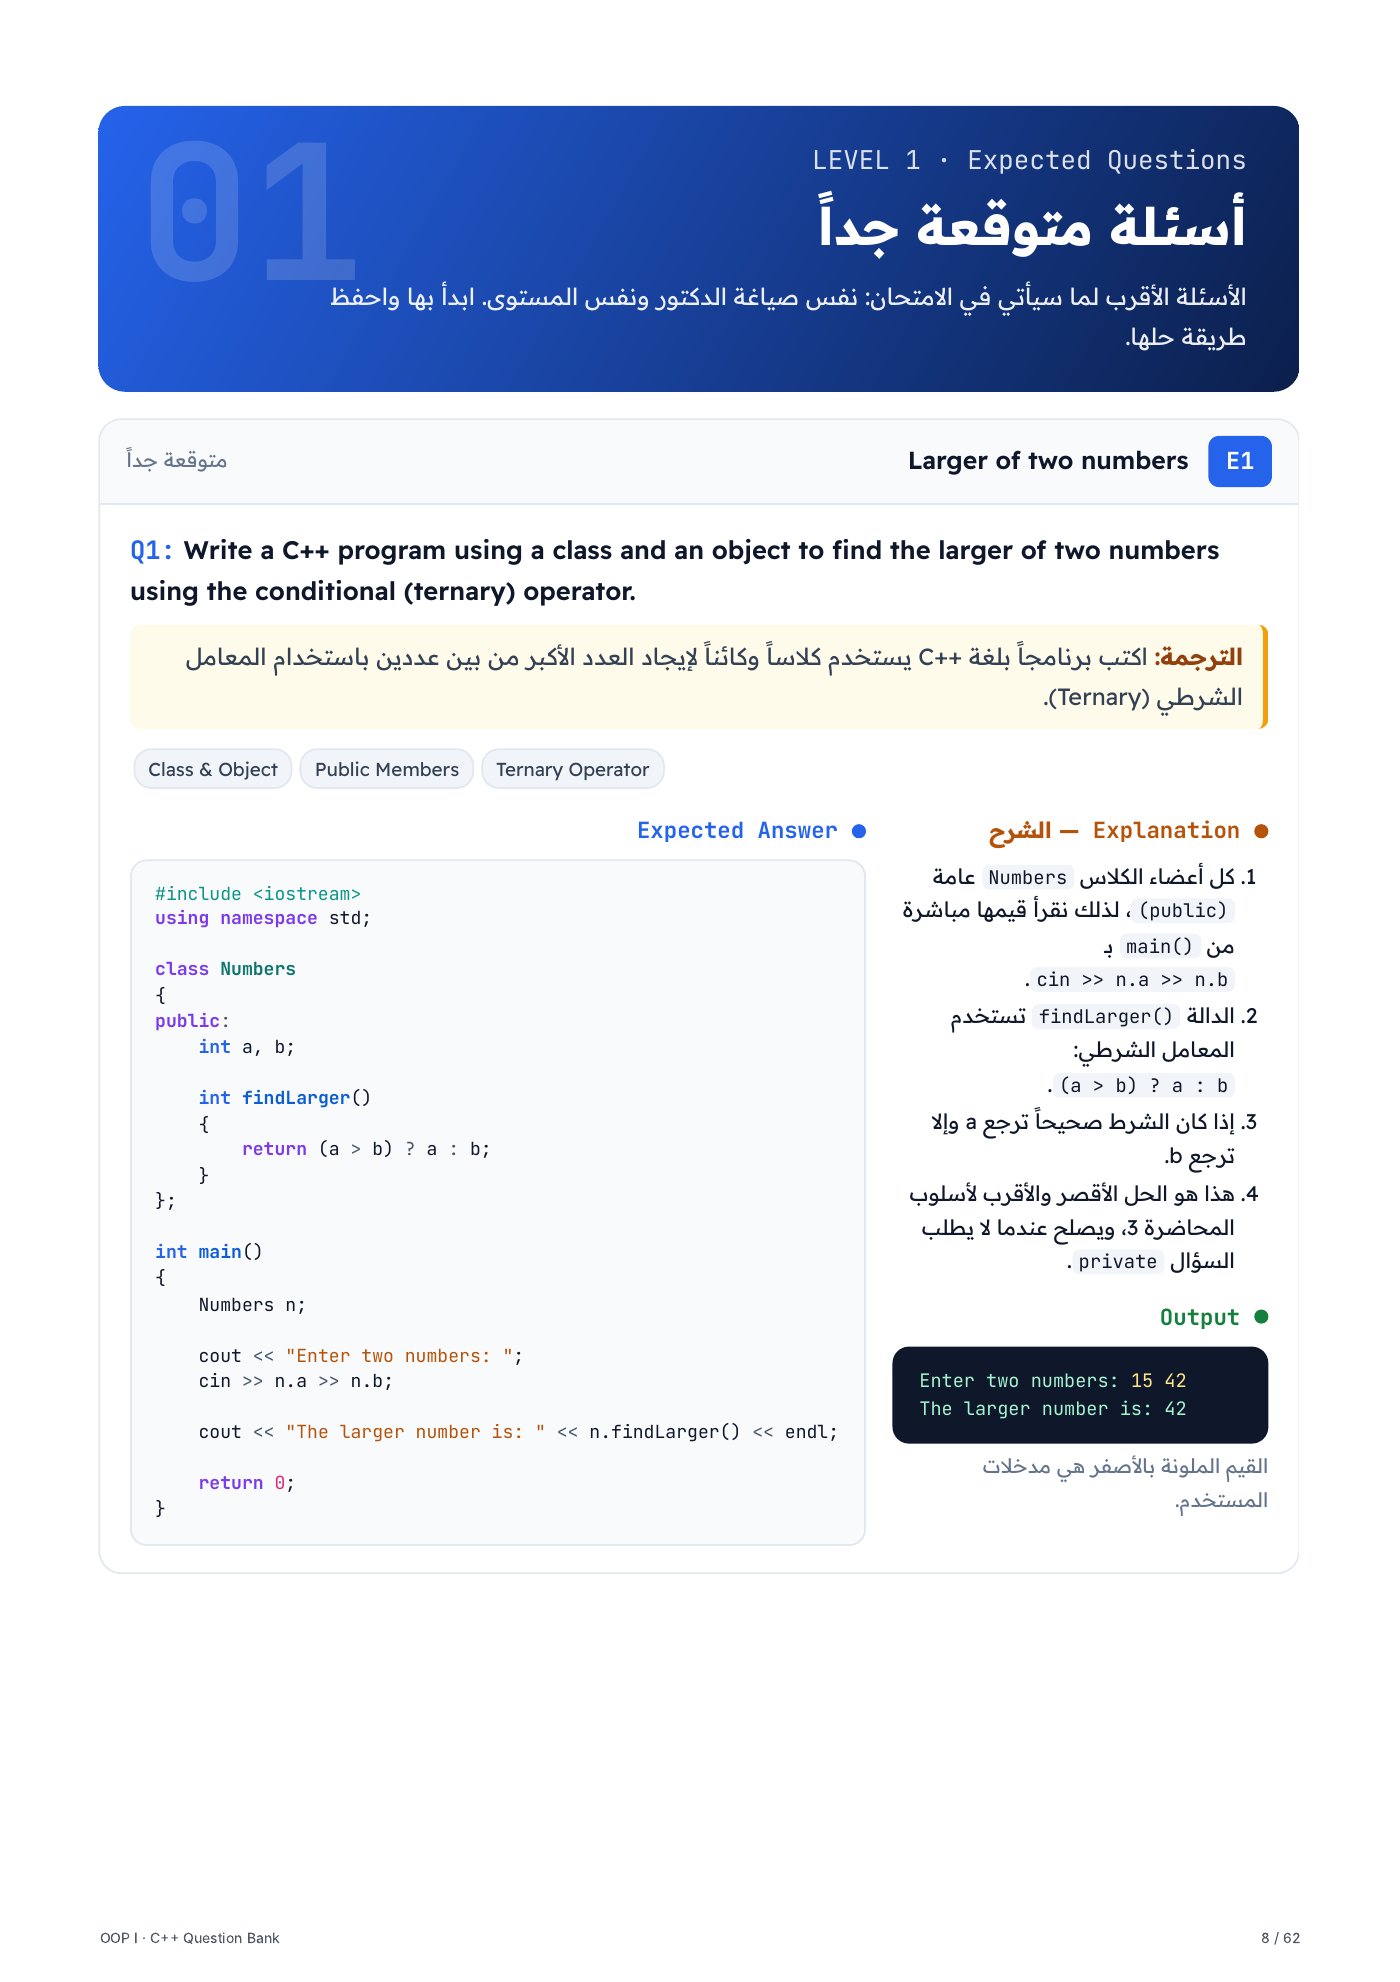 01
LEVEL 1 · Expected Questions
أسئلة متوقعة جداً
الأسئلة الأقرب لما سيأتي في الامتحان: نفس صياغة الدكتور ونفس المستوى. ابدأ بها واحفظ
طريقة حلها.
E1 Larger of two numbers
متوقعة جداً
Q1: Write a C++ program using a class and an object to find the larger of two numbers
using the conditional (ternary) operator.
الترجمة: اكتب برنامجاً بلغة C++ يستخدم كلاساً وكائناً لإيجاد العدد الأكبر من بين عددين باستخدام المعامل
الشرطي (Ternary).
Class & Object Public Members Ternary Operator
Explanation — الشرح
1. كل أعضاء الكلاس Numbers عامة
(public)، لذلك نقرأ قيمها مباشرة
من main() بـ
cin >> n.a >> n.b.
2. الدالة findLarger() تستخدم
المعامل الشرطي:
(a > b) ? a : b.
3. إذا كان الشرط صحيحاً ترجع a وإلا
ترجع b.
4. هذا هو الحل الأقصر والأقرب لأسلوب
المحاضرة 3، ويصلح عندما لا يطلب
السؤال private.
Output
Enter two numbers: 15 42
The larger number is: 42
القيم الملونة بالأصفر هي مدخلات
المستخدم.
Expected Answer
#include <iostream>
using namespace std;
class Numbers
{
public:
    int a, b;
    int findLarger()
    {
        return (a > b) ? a : b;
    }
};
int main()
{
    Numbers n;
    cout << "Enter two numbers: ";
    cin >> n.a >> n.b;
    cout << "The larger number is: " << n.findLarger() << endl;
    return 0;
}
OOP I · C++ Question Bank
8 / 62